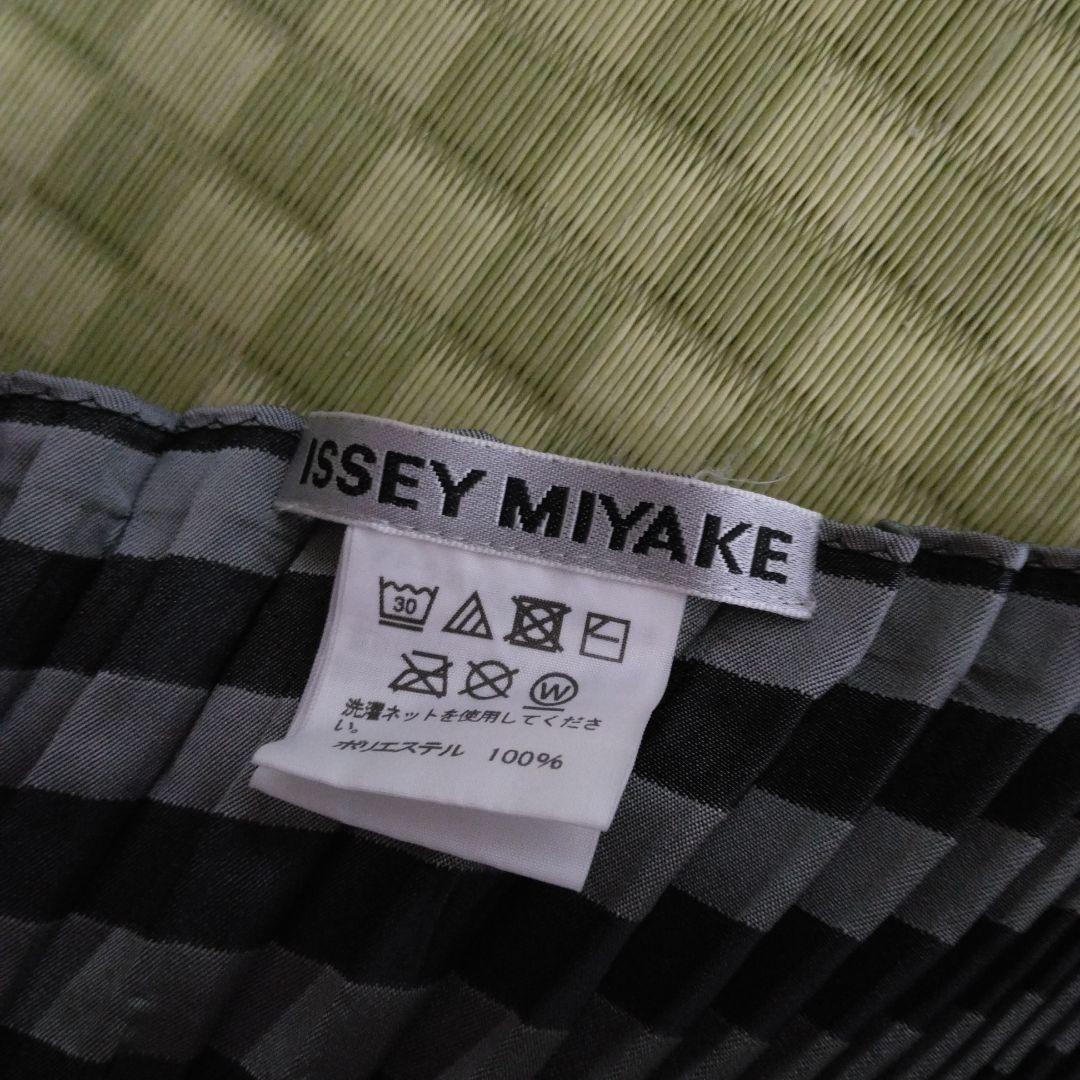 ISSEY MIYAKE
30
W
洗濯ネットを使用してくださ
い。
ポリエステル 100%